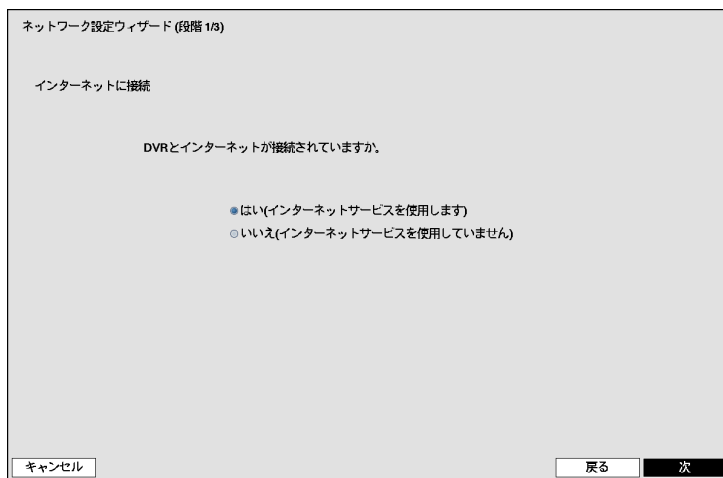 ネットワーク設定ウィザード (段階 1/3)
インターネットに接続
DVRとインターネットが接続されていますか。
はい(インターネットサービスを使用します)
いいえ(インターネットサービスを使用していません)
キャンセル 戻る 次